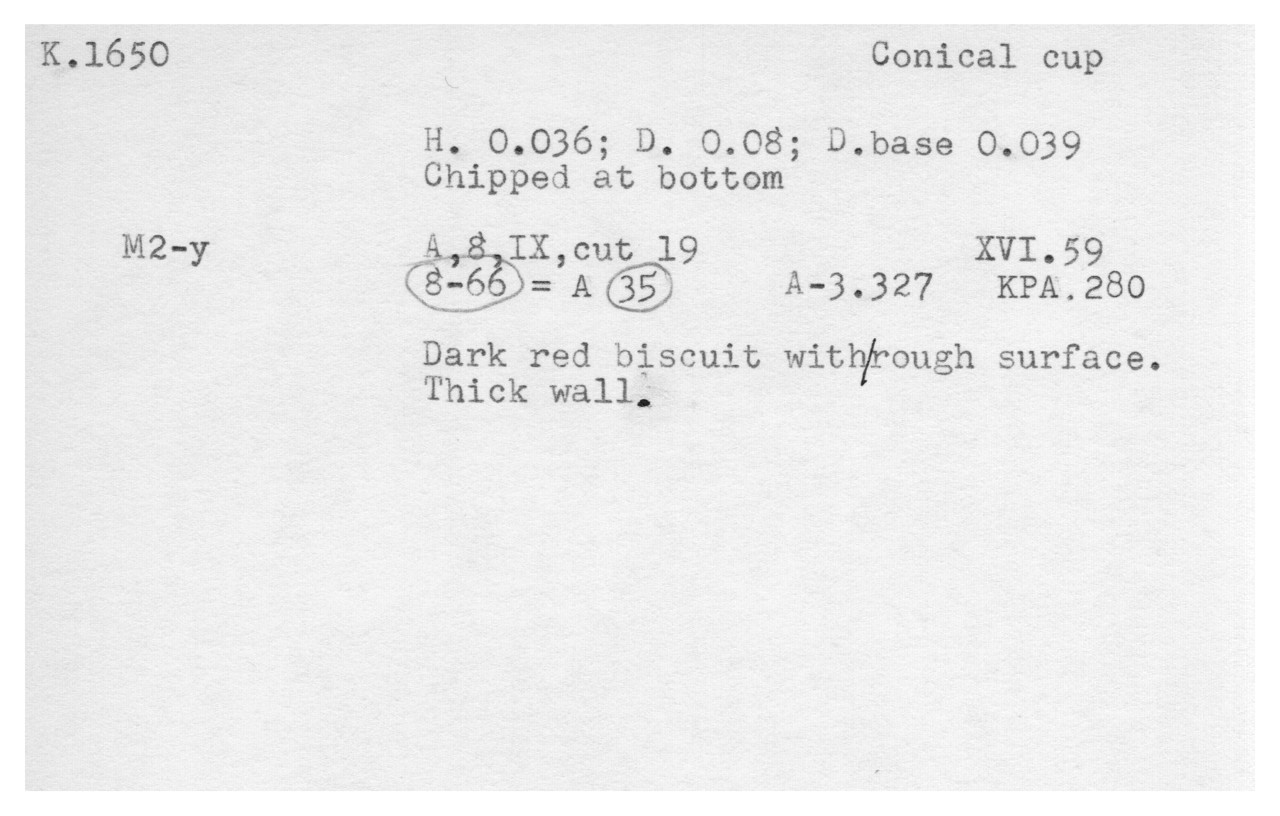 K.1650 Conical cup
H. 0.036; D. 0.08; D.base 0.039
Chipped at bottom
M2-y A,8,IX,cut 19 XVI.59
8-66 = A 35 A-3.327 KPA.280
Dark red biscuit with/rough surface.
Thick wall.